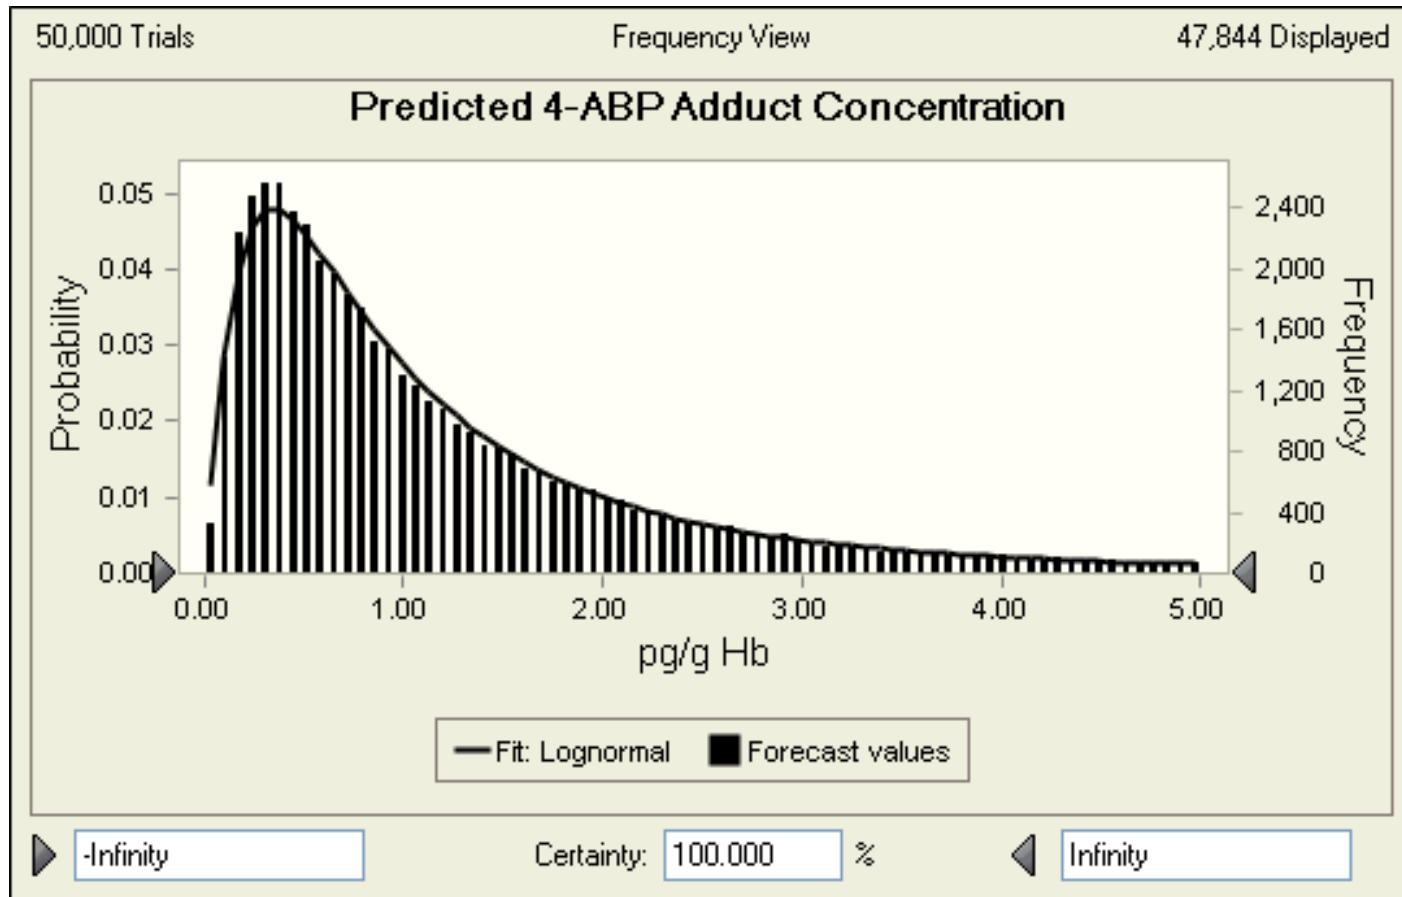 50,000 Trials Frequency View 47,844 Displayed
Predicted 4-ABP Adduct Concentration
Probability
0.05
0.04
0.03
0.02
0.01
0.00
2,400
2,000
1,600
1,200
800
400
0
Frequency
0.00 1.00 2.00 3.00 4.00 5.00
pg/g Hb
Fit: Lognormal Forecast values
-Infinity Certainty: 100.000 % Infinity